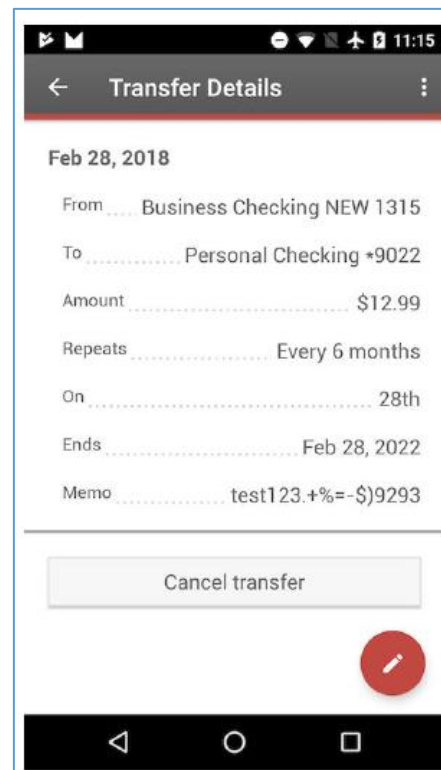 11:15
Transfer Details
Feb 28, 2018
From Business Checking NEW 1315
To Personal Checking *9022
Amount $12.99
Repeats Every 6 months
On 28th
Ends Feb 28, 2022
Memo test123.+%=-$)9293
Cancel transfer